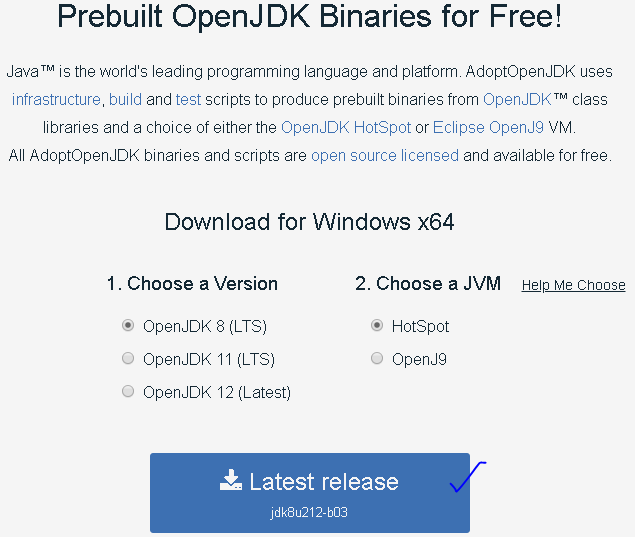 Prebuilt OpenJDK Binaries for Free!
Java™ is the world's leading programming language and platform. AdoptOpenJDK uses
infrastructure, build and test scripts to produce prebuilt binaries from OpenJDK™ class
libraries and a choice of either the OpenJDK HotSpot or Eclipse OpenJ9 VM.
All AdoptOpenJDK binaries and scripts are open source licensed and available for free.
Download for Windows x64
1. Choose a Version
OpenJDK 8 (LTS)
OpenJDK 11 (LTS)
OpenJDK 12 (Latest)
2. Choose a JVM Help Me Choose
HotSpot
OpenJ9
Latest release
jdk8u212-b03